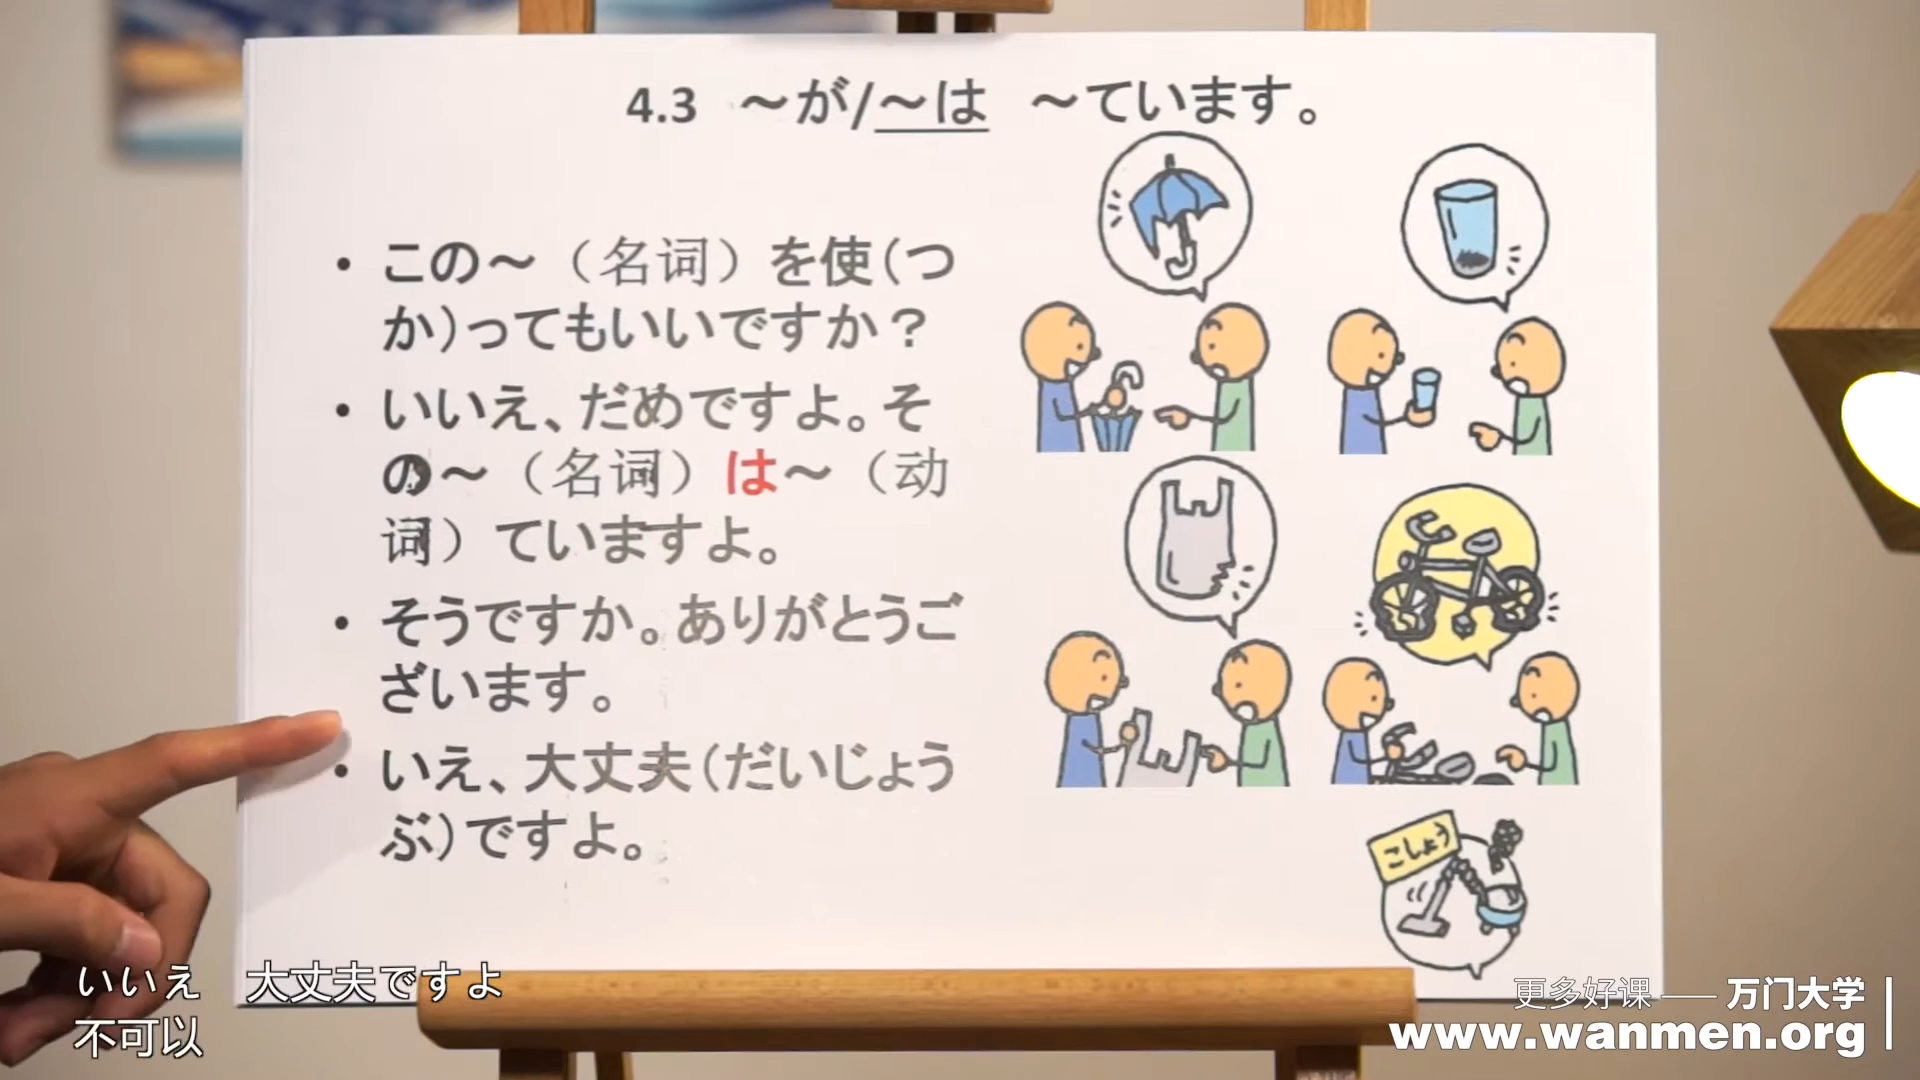 4.3 ～が/～は ～ています。
• この～（名词）を使(つ
か)ってもいいですか？
• いいえ、だめですよ。そ
の～（名词）は～（动
词）ていますよ。
• そうですか。ありがとうご
ざいます。
• いえ、大丈夫(だいじょう
ぶ)ですよ。
こしょう
いいえ 大丈夫ですよ
不可以
更多好课 —— 万门大学
www.wanmen.org